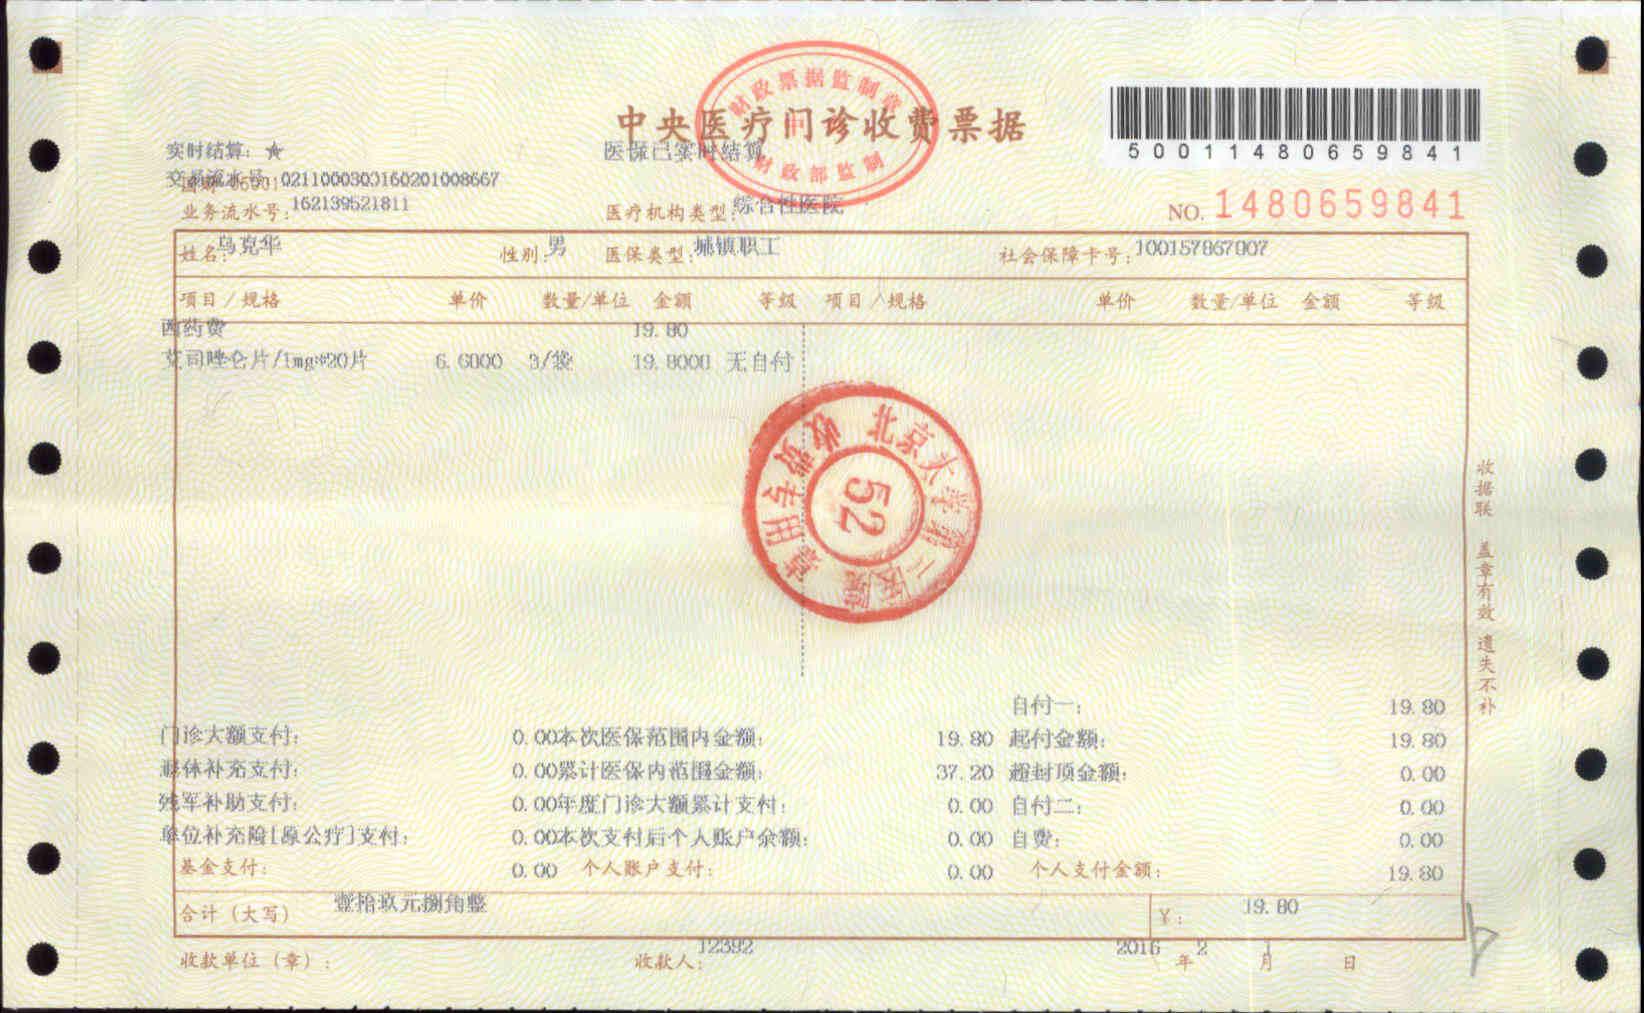 财政票据监制章
财政部监制
中央医疗门诊收费票据
5001148065984 1
实时结算：★ 医保已实时结算
交易流水号：0211000300160201008667
业务流水号：162139521811 医疗机构类型：综合性医院 NO. 1480659841
姓名：乌克华 性别：男 医保类型：城镇职工 社会保障卡号：100157867807
项目／规格 单价 数量/单位 金额 等级 项目／规格 单价 数量/单位 金额 等级
西药费 19.80
艾司唑仑片/1mg*20片 6.6000 3/袋 19.8000 无自付
北京大学第三医院
收费专用章
52
收据联 盖章有效 遗失不补
自付一： 19.80
门诊大额支付： 0.00 本次医保范围内金额： 19.80 起付金额： 19.80
退休补充支付： 0.00 累计医保内范围金额： 37.20 超封顶金额： 0.00
残军补助支付： 0.00 年度门诊大额累计支付： 0.00 自付二： 0.00
单位补充险[原公疗]支付： 0.00 本次支付后个人账户余额： 0.00 自费： 0.00
基金支付： 0.00 个人账户支付： 0.00 个人支付金额： 19.80
合计（大写） 壹拾玖元捌角整 ¥： 19.80
收款单位（章）： 收款人：12392 2016 年 2 月 1 日